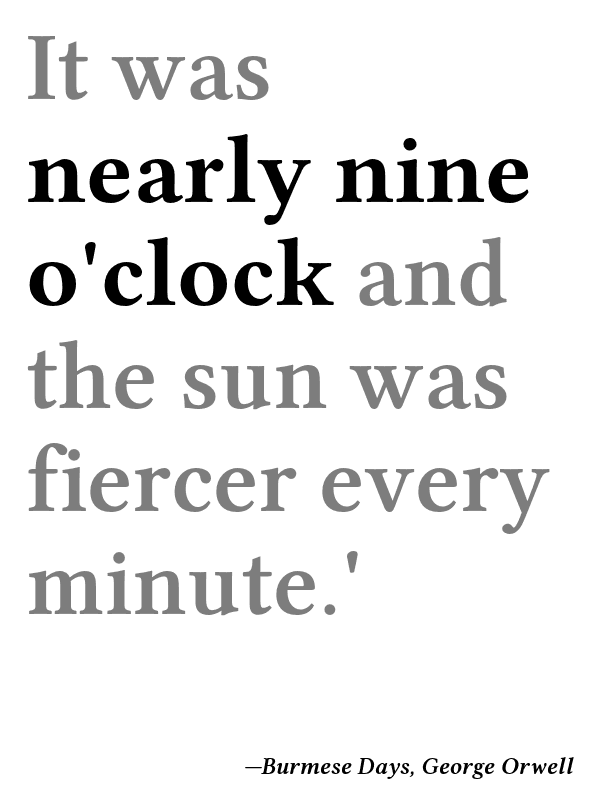 It was
nearly nine
o'clock and
the sun was
fiercer every
minute.'
—Burmese Days, George Orwell